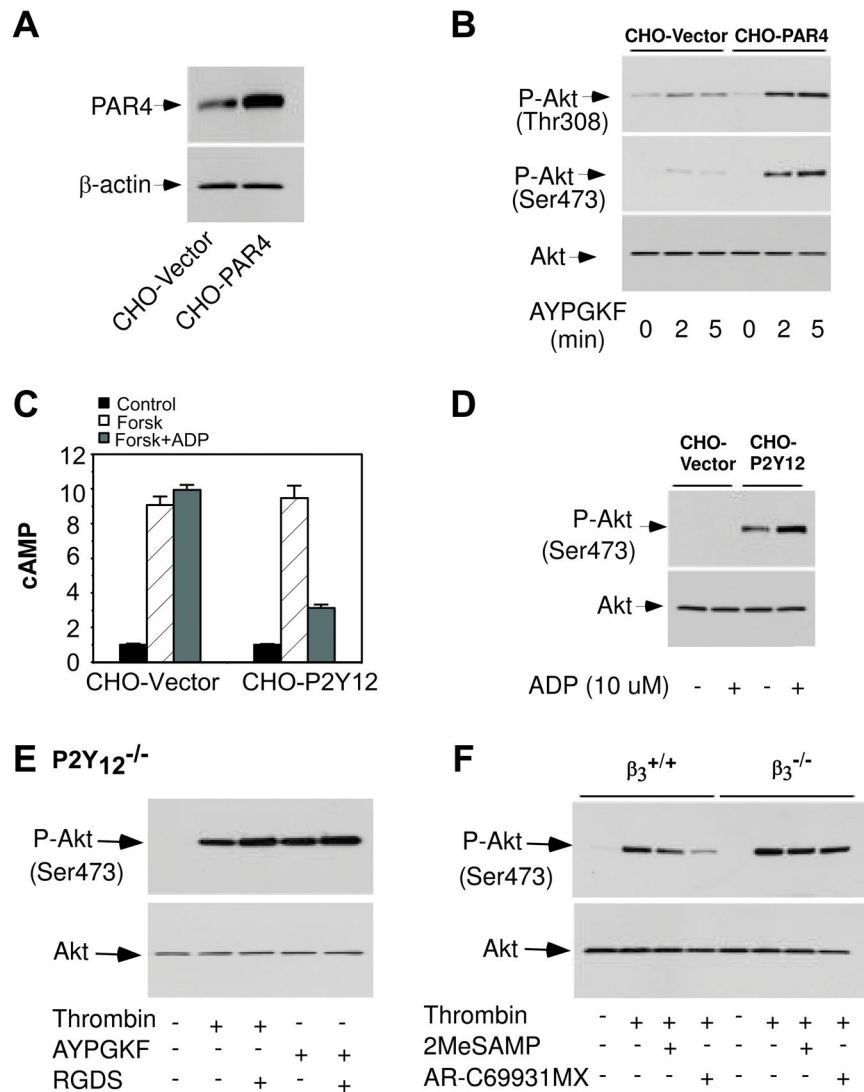 A
PAR4
β-actin
CHO-Vector
CHO-PAR4
B
CHO-Vector CHO-PAR4
P-Akt
(Thr308)
P-Akt
(Ser473)
Akt
AYPGKF
(min)
0 2 5 0 2 5
C
Control
Forsk
Forsk+ADP
cAMP
12
10
8
6
4
2
0
CHO-Vector CHO-P2Y12
D
CHO-
Vector
CHO-
P2Y12
P-Akt
(Ser473)
Akt
ADP (10 uM) - + - +
E P2Y12-/-
P-Akt
(Ser473)
Akt
Thrombin - + + - -
AYPGKF - - - + +
RGDS - - + - +
F
β3+/+ β3-/-
P-Akt
(Ser473)
Akt
Thrombin - + + + - + + +
2MeSAMP - - + - - - + -
AR-C69931MX - - - + - - - +